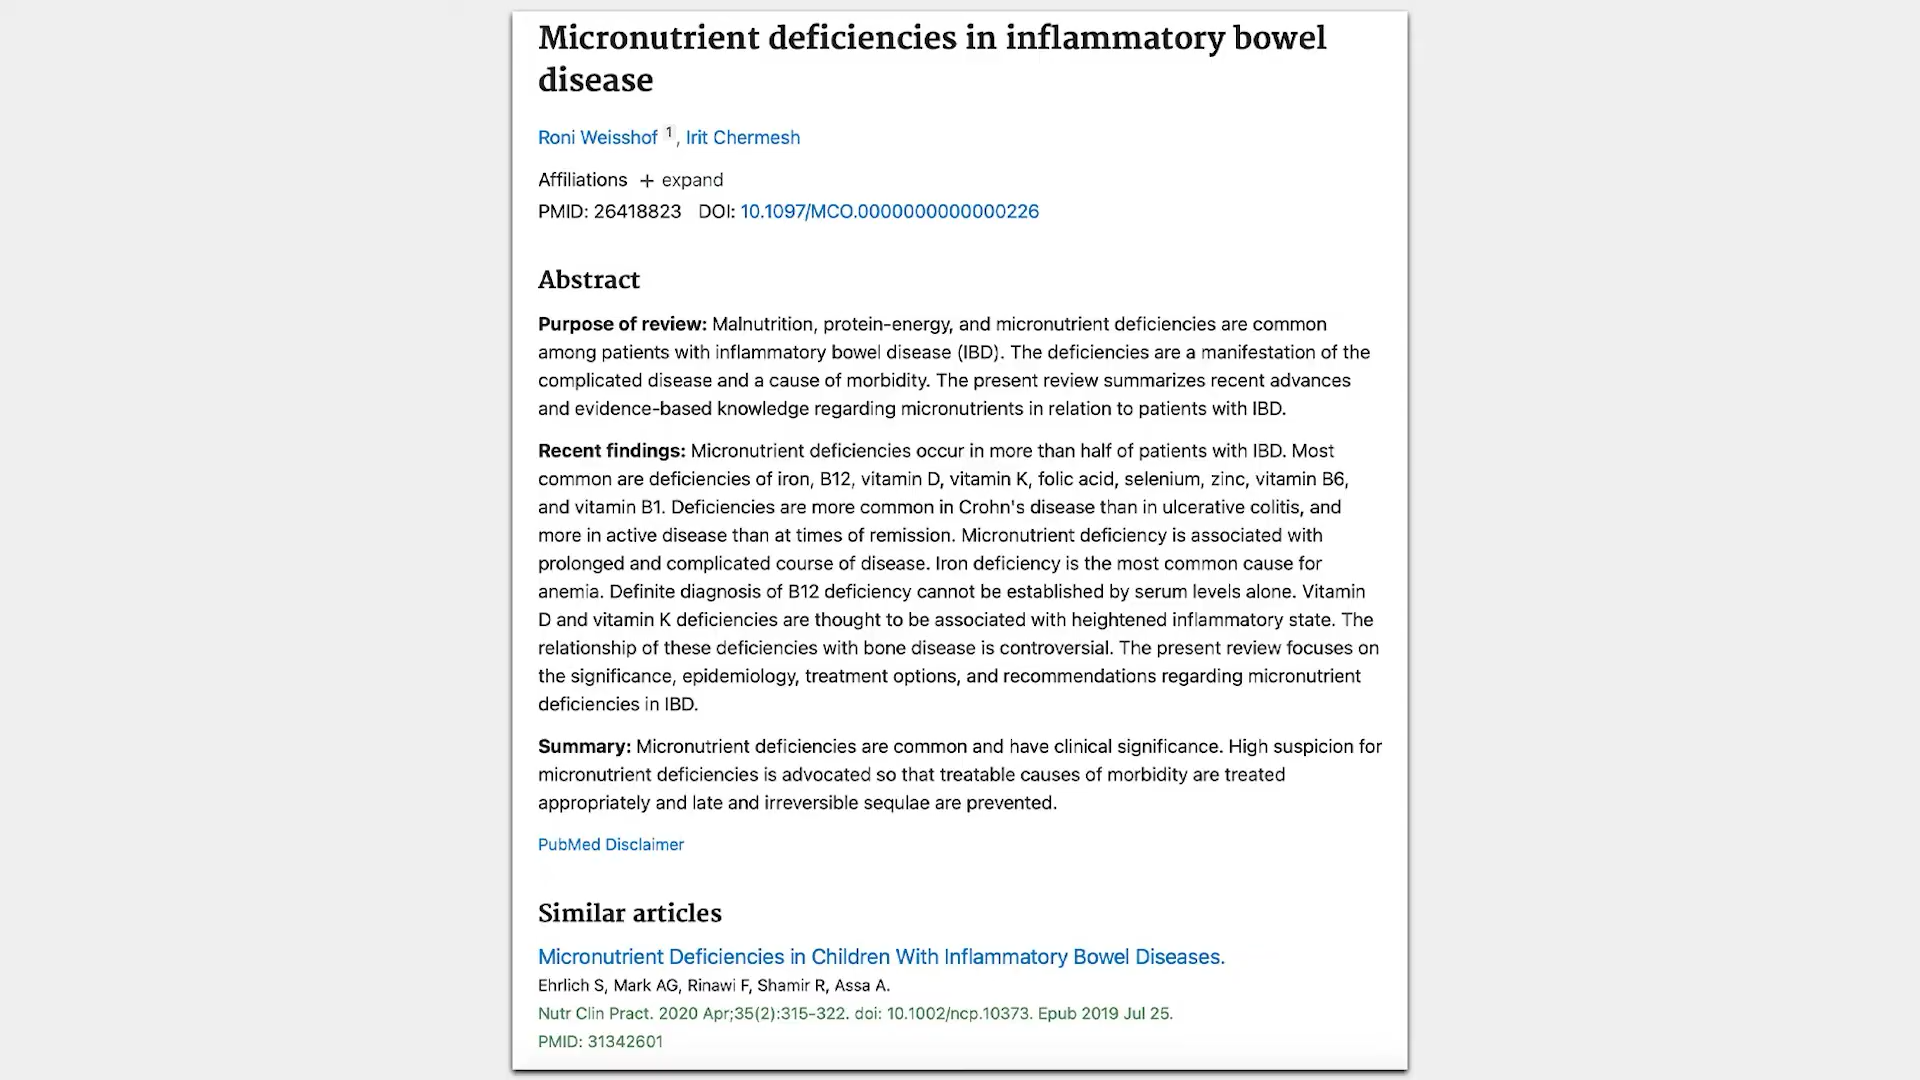 Micronutrient deficiencies in inflammatory bowel
disease
Roni Weisshof 1, Irit Chermesh
Affiliations + expand
PMID: 26418823 DOI: 10.1097/MCO.0000000000000226
Abstract
Purpose of review: Malnutrition, protein-energy, and micronutrient deficiencies are common
among patients with inflammatory bowel disease (IBD). The deficiencies are a manifestation of the
complicated disease and a cause of morbidity. The present review summarizes recent advances
and evidence-based knowledge regarding micronutrients in relation to patients with IBD.
Recent findings: Micronutrient deficiencies occur in more than half of patients with IBD. Most
common are deficiencies of iron, B12, vitamin D, vitamin K, folic acid, selenium, zinc, vitamin B6,
and vitamin B1. Deficiencies are more common in Crohn's disease than in ulcerative colitis, and
more in active disease than at times of remission. Micronutrient deficiency is associated with
prolonged and complicated course of disease. Iron deficiency is the most common cause for
anemia. Definite diagnosis of B12 deficiency cannot be established by serum levels alone. Vitamin
D and vitamin K deficiencies are thought to be associated with heightened inflammatory state. The
relationship of these deficiencies with bone disease is controversial. The present review focuses on
the significance, epidemiology, treatment options, and recommendations regarding micronutrient
deficiencies in IBD.
Summary: Micronutrient deficiencies are common and have clinical significance. High suspicion for
micronutrient deficiencies is advocated so that treatable causes of morbidity are treated
appropriately and late and irreversible sequlae are prevented.
PubMed Disclaimer
Similar articles
Micronutrient Deficiencies in Children With Inflammatory Bowel Diseases.
Ehrlich S, Mark AG, Rinawi F, Shamir R, Assa A.
Nutr Clin Pract. 2020 Apr;35(2):315-322. doi: 10.1002/ncp.10373. Epub 2019 Jul 25.
PMID: 31342601